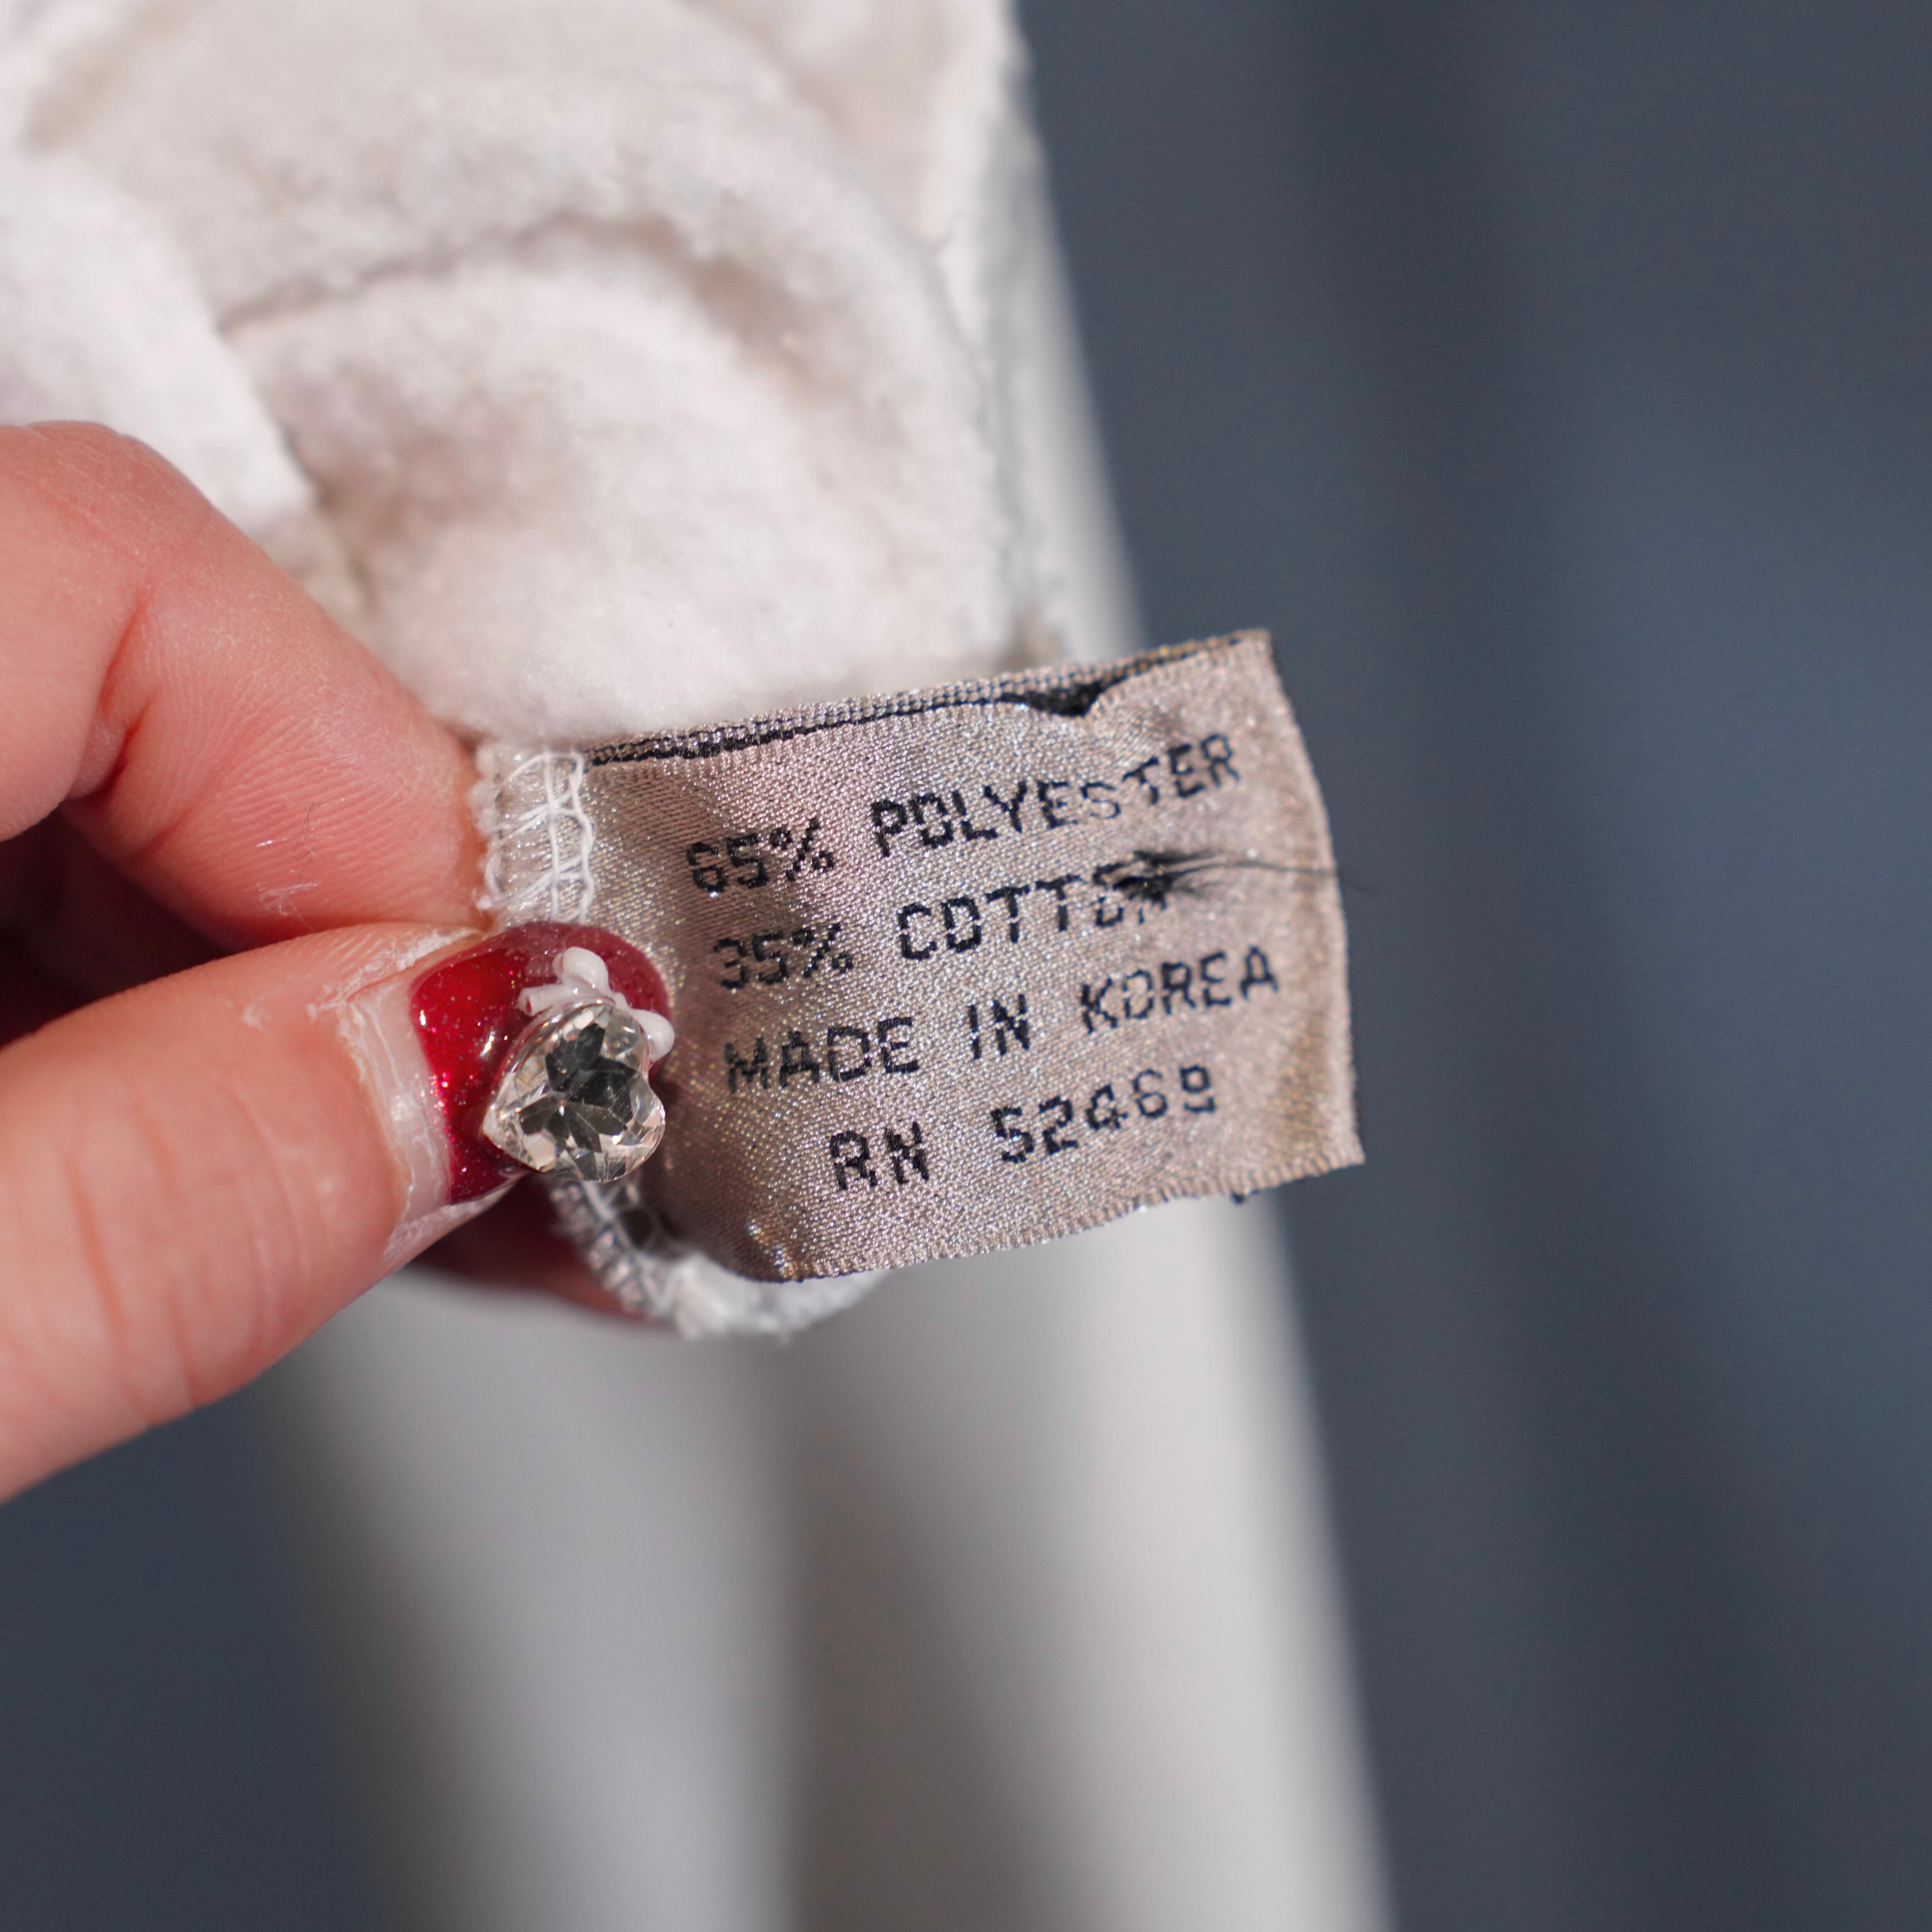 65% POLYESTER
35% COTTON
MADE IN KOREA
RN 52469